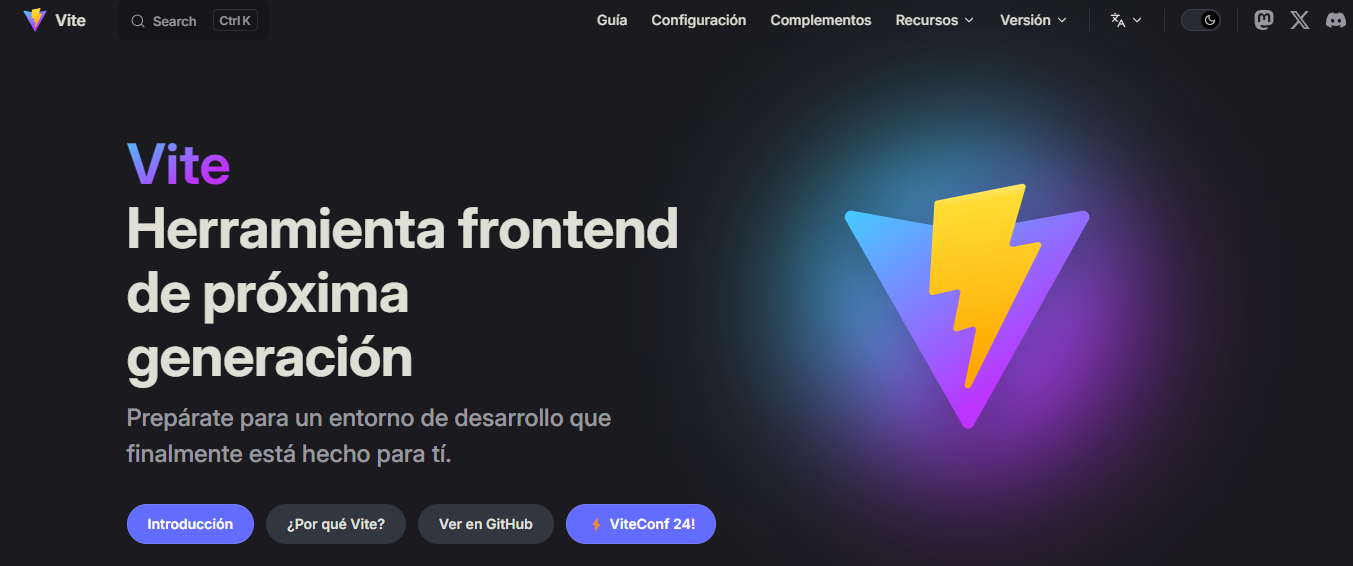 Vite
Search Ctrl K
Guía Configuración Complementos Recursos Versión
Vite
Herramienta frontend
de próxima
generación
Prepárate para un entorno de desarrollo que
finalmente está hecho para tí.
Introducción ¿Por qué Vite? Ver en GitHub ViteConf 24!